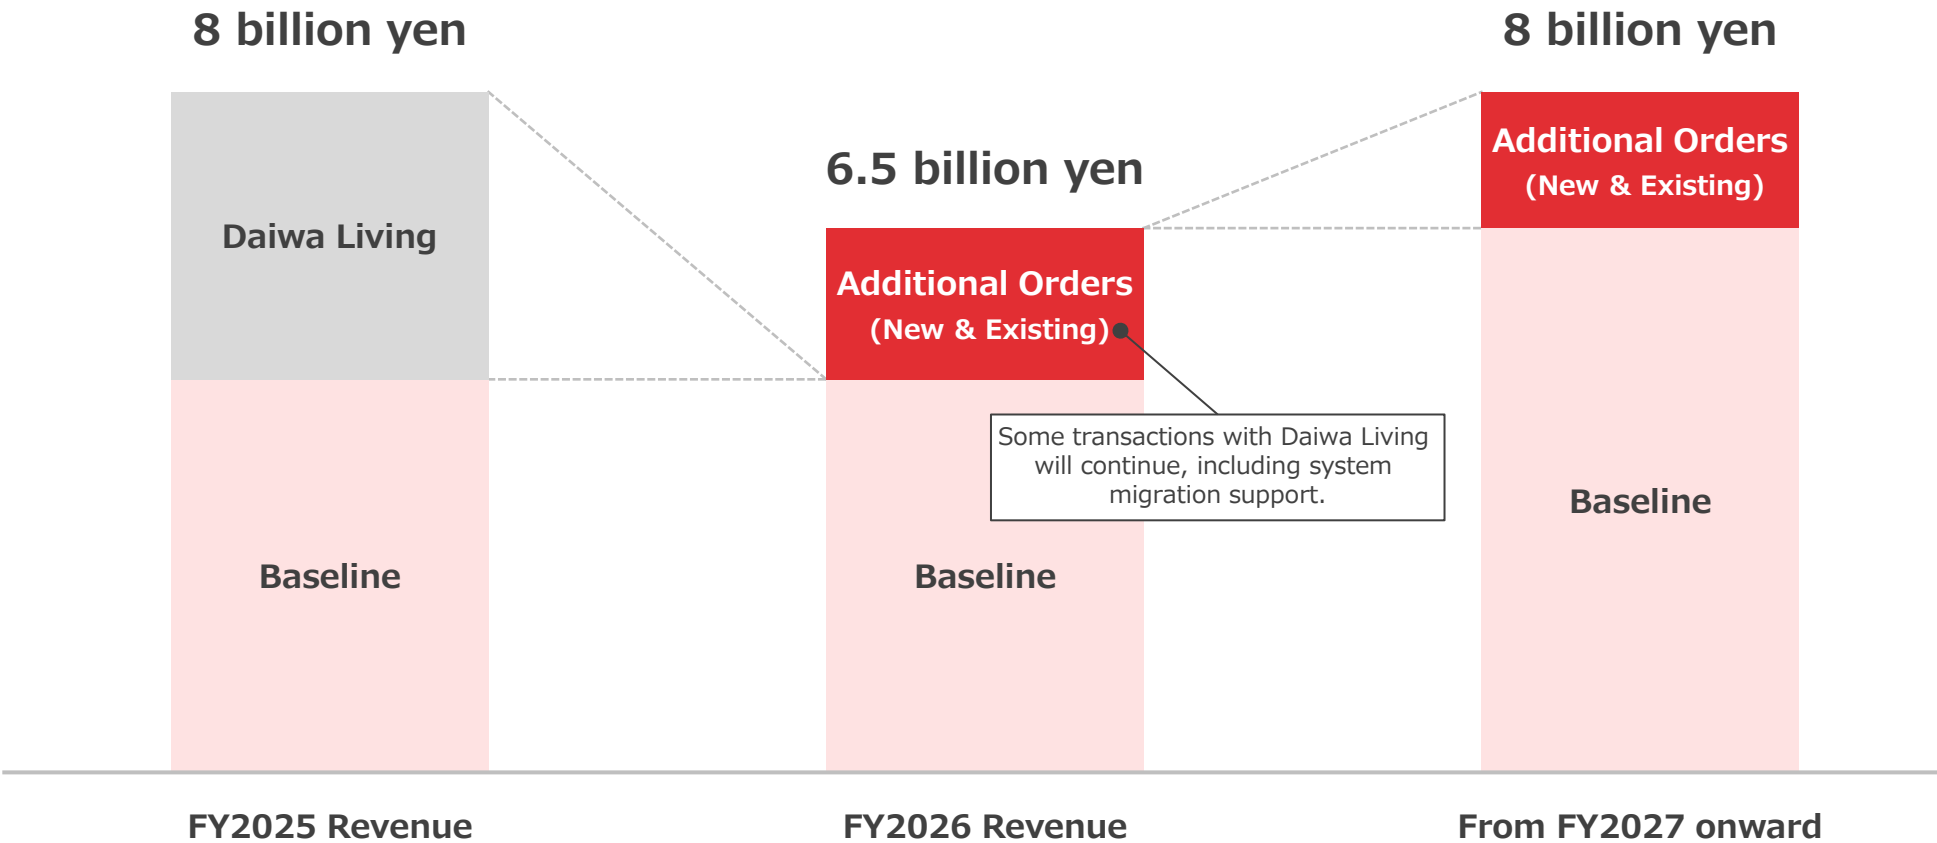 8 billion yen
Daiwa Living
Baseline
FY2025 Revenue
6.5 billion yen
Additional Orders
(New & Existing)
Some transactions with Daiwa Living
will continue, including system
migration support.
Baseline
FY2026 Revenue
8 billion yen
Additional Orders
(New & Existing)
Baseline
From FY2027 onward